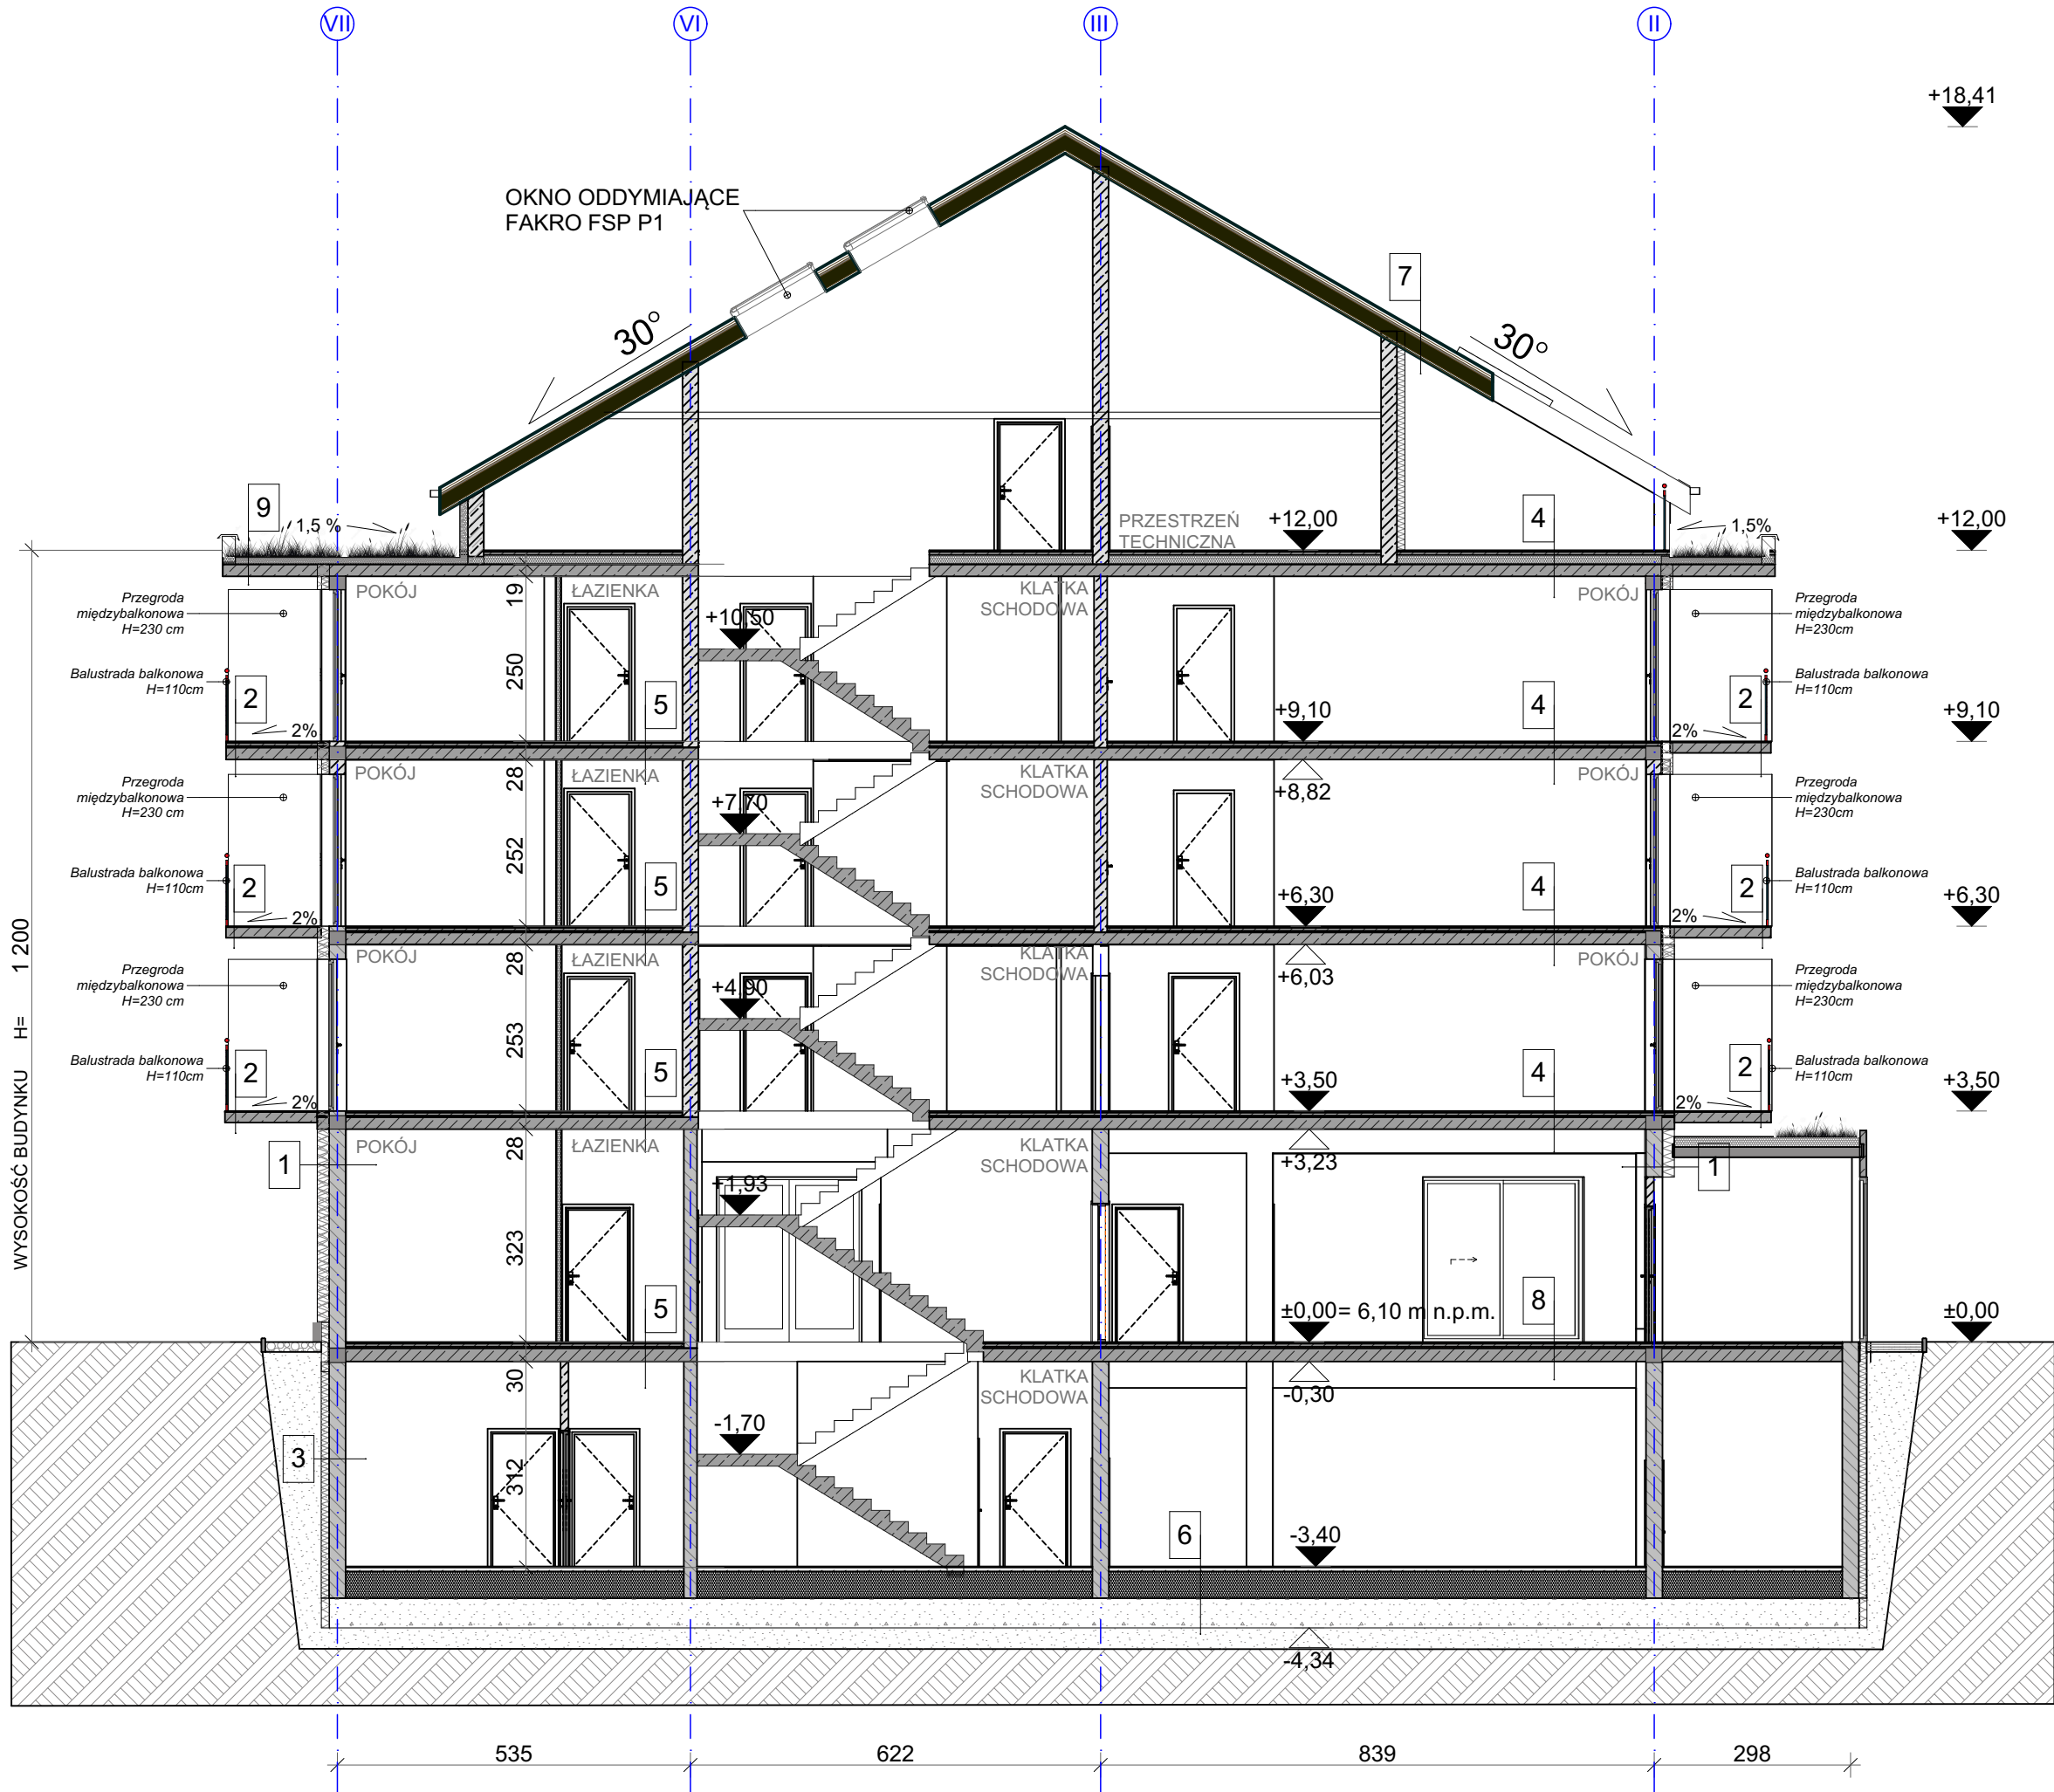 VII
VI
III
II
+18,41
OKNO ODDYMIAJĄCE
FAKRO FSP P1
30°
7
30°
9
1,5 %
PRZESTRZEŃ
TECHNICZNA
+12,00
4
1,5%
+12,00
Przegroda
międzybalkonowa
H=230 cm
Balustrada balkonowa
H=110cm
2
2%
POKÓJ
19
250
ŁAZIENKA
5
+10,50
KLATKA
SCHODOWA
+9,10
4
POKÓJ
2
2%
Przegroda
międzybalkonowa
H=230cm
Balustrada balkonowa
H=110cm
+9,10
Przegroda
międzybalkonowa
H=230 cm
Balustrada balkonowa
H=110cm
2
2%
POKÓJ
28
252
ŁAZIENKA
5
+7,70
KLATKA
SCHODOWA
+8,82
+6,30
4
POKÓJ
2
2%
Przegroda
międzybalkonowa
H=230cm
Balustrada balkonowa
H=110cm
+6,30
Przegroda
międzybalkonowa
H=230 cm
Balustrada balkonowa
H=110cm
2
2%
POKÓJ
28
253
ŁAZIENKA
5
+4,90
KLATKA
SCHODOWA
+6,03
+3,50
4
POKÓJ
2
2%
Przegroda
międzybalkonowa
H=230cm
Balustrada balkonowa
H=110cm
+3,50
WYSOKOŚĆ BUDYNKU H= 1 200
1
POKÓJ
28
323
ŁAZIENKA
5
+1,93
KLATKA
SCHODOWA
+3,23
1
8
±0,00= 6,10 m n.p.m.
±0,00
3
30
312
-1,70
KLATKA
SCHODOWA
-0,30
6
-3,40
-4,34
535
622
839
298